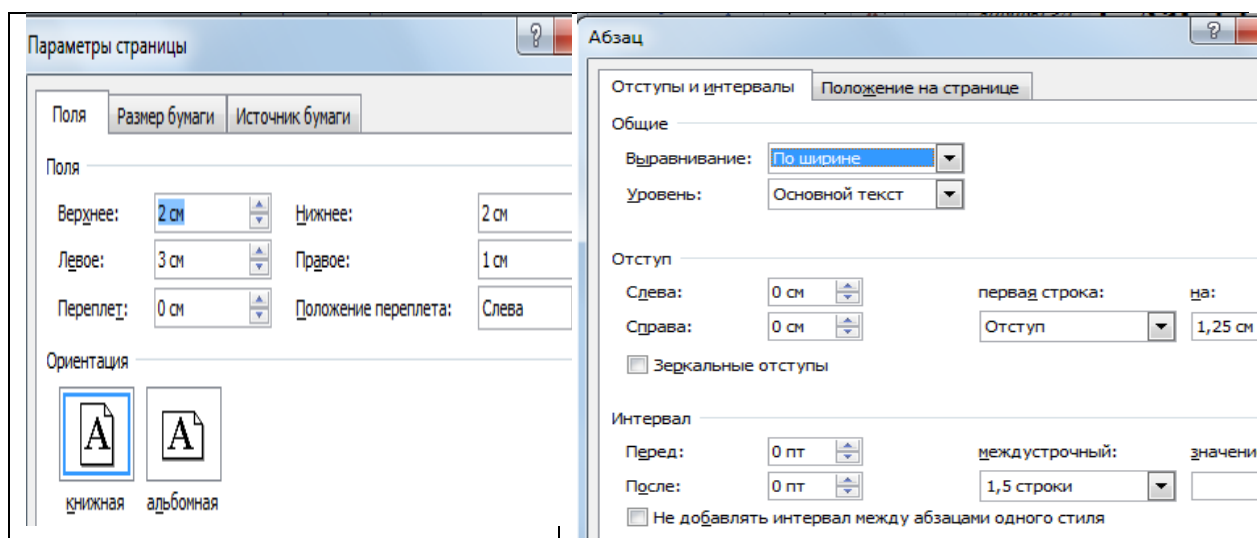 Параметры страницы
Поля Размер бумаги Источник бумаги
Поля
Верхнее: 2 см Нижнее: 2 см
Левое: 3 см Правое: 1 см
Переплет: 0 см Положение переплета: Слева
Ориентация
А А
книжная альбомная
Абзац
Отступы и интервалы Положение на странице
Общие
Выравнивание: По ширине
Уровень: Основной текст
Отступ
Слева: 0 см первая строка: на:
Справа: 0 см Отступ 1,25 см
Зеркальные отступы
Интервал
Перед: 0 пт междустрочный: значени
После: 0 пт 1,5 строки
Не добавлять интервал между абзацами одного стиля